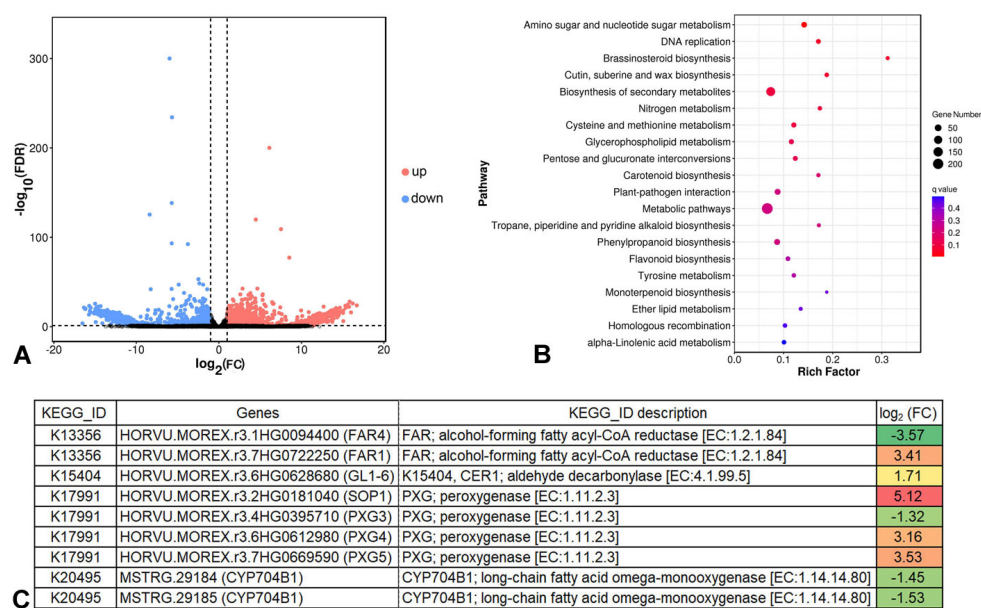 300
200
100
0
-log10(FDR)
-20
-10
0
10
20
log2(FC)
up
down
A
Pathway
Amino sugar and nucleotide sugar metabolism
DNA replication
Brassinosteroid biosynthesis
Cutin, suberine and wax biosynthesis
Biosynthesis of secondary metabolites
Nitrogen metabolism
Cysteine and methionine metabolism
Glycerophospholipid metabolism
Pentose and glucuronate interconversions
Carotenoid biosynthesis
Plant-pathogen interaction
Metabolic pathways
Tropane, piperidine and pyridine alkaloid biosynthesis
Phenylpropanoid biosynthesis
Flavonoid biosynthesis
Tyrosine metabolism
Monoterpenoid biosynthesis
Ether lipid metabolism
Homologous recombination
alpha-Linolenic acid metabolism
0.0
0.1
0.2
0.3
Rich Factor
Gene Number
50
100
150
200
q value
0.4
0.3
0.2
0.1
B
KEGG_ID Genes KEGG_ID description log2 (FC)
K13356 HORVU.MOREX.r3.1HG0094400 (FAR4) FAR; alcohol-forming fatty acyl-CoA reductase [EC:1.2.1.84] -3.57
K13356 HORVU.MOREX.r3.7HG0722250 (FAR1) FAR; alcohol-forming fatty acyl-CoA reductase [EC:1.2.1.84] 3.41
K15404 HORVU.MOREX.r3.6HG0628680 (GL1-6) K15404, CER1; aldehyde decarbonylase [EC:4.1.99.5] 1.71
K17991 HORVU.MOREX.r3.2HG0181040 (SOP1) PXG; peroxygenase [EC:1.11.2.3] 5.12
K17991 HORVU.MOREX.r3.4HG0395710 (PXG3) PXG; peroxygenase [EC:1.11.2.3] -1.32
K17991 HORVU.MOREX.r3.6HG0612980 (PXG4) PXG; peroxygenase [EC:1.11.2.3] 3.16
K17991 HORVU.MOREX.r3.7HG0669590 (PXG5) PXG; peroxygenase [EC:1.11.2.3] 3.53
K20495 MSTRG.29184 (CYP704B1) CYP704B1; long-chain fatty acid omega-monooxygenase [EC:1.14.14.80] -1.45
K20495 MSTRG.29185 (CYP704B1) CYP704B1; long-chain fatty acid omega-monooxygenase [EC:1.14.14.80] -1.53
C